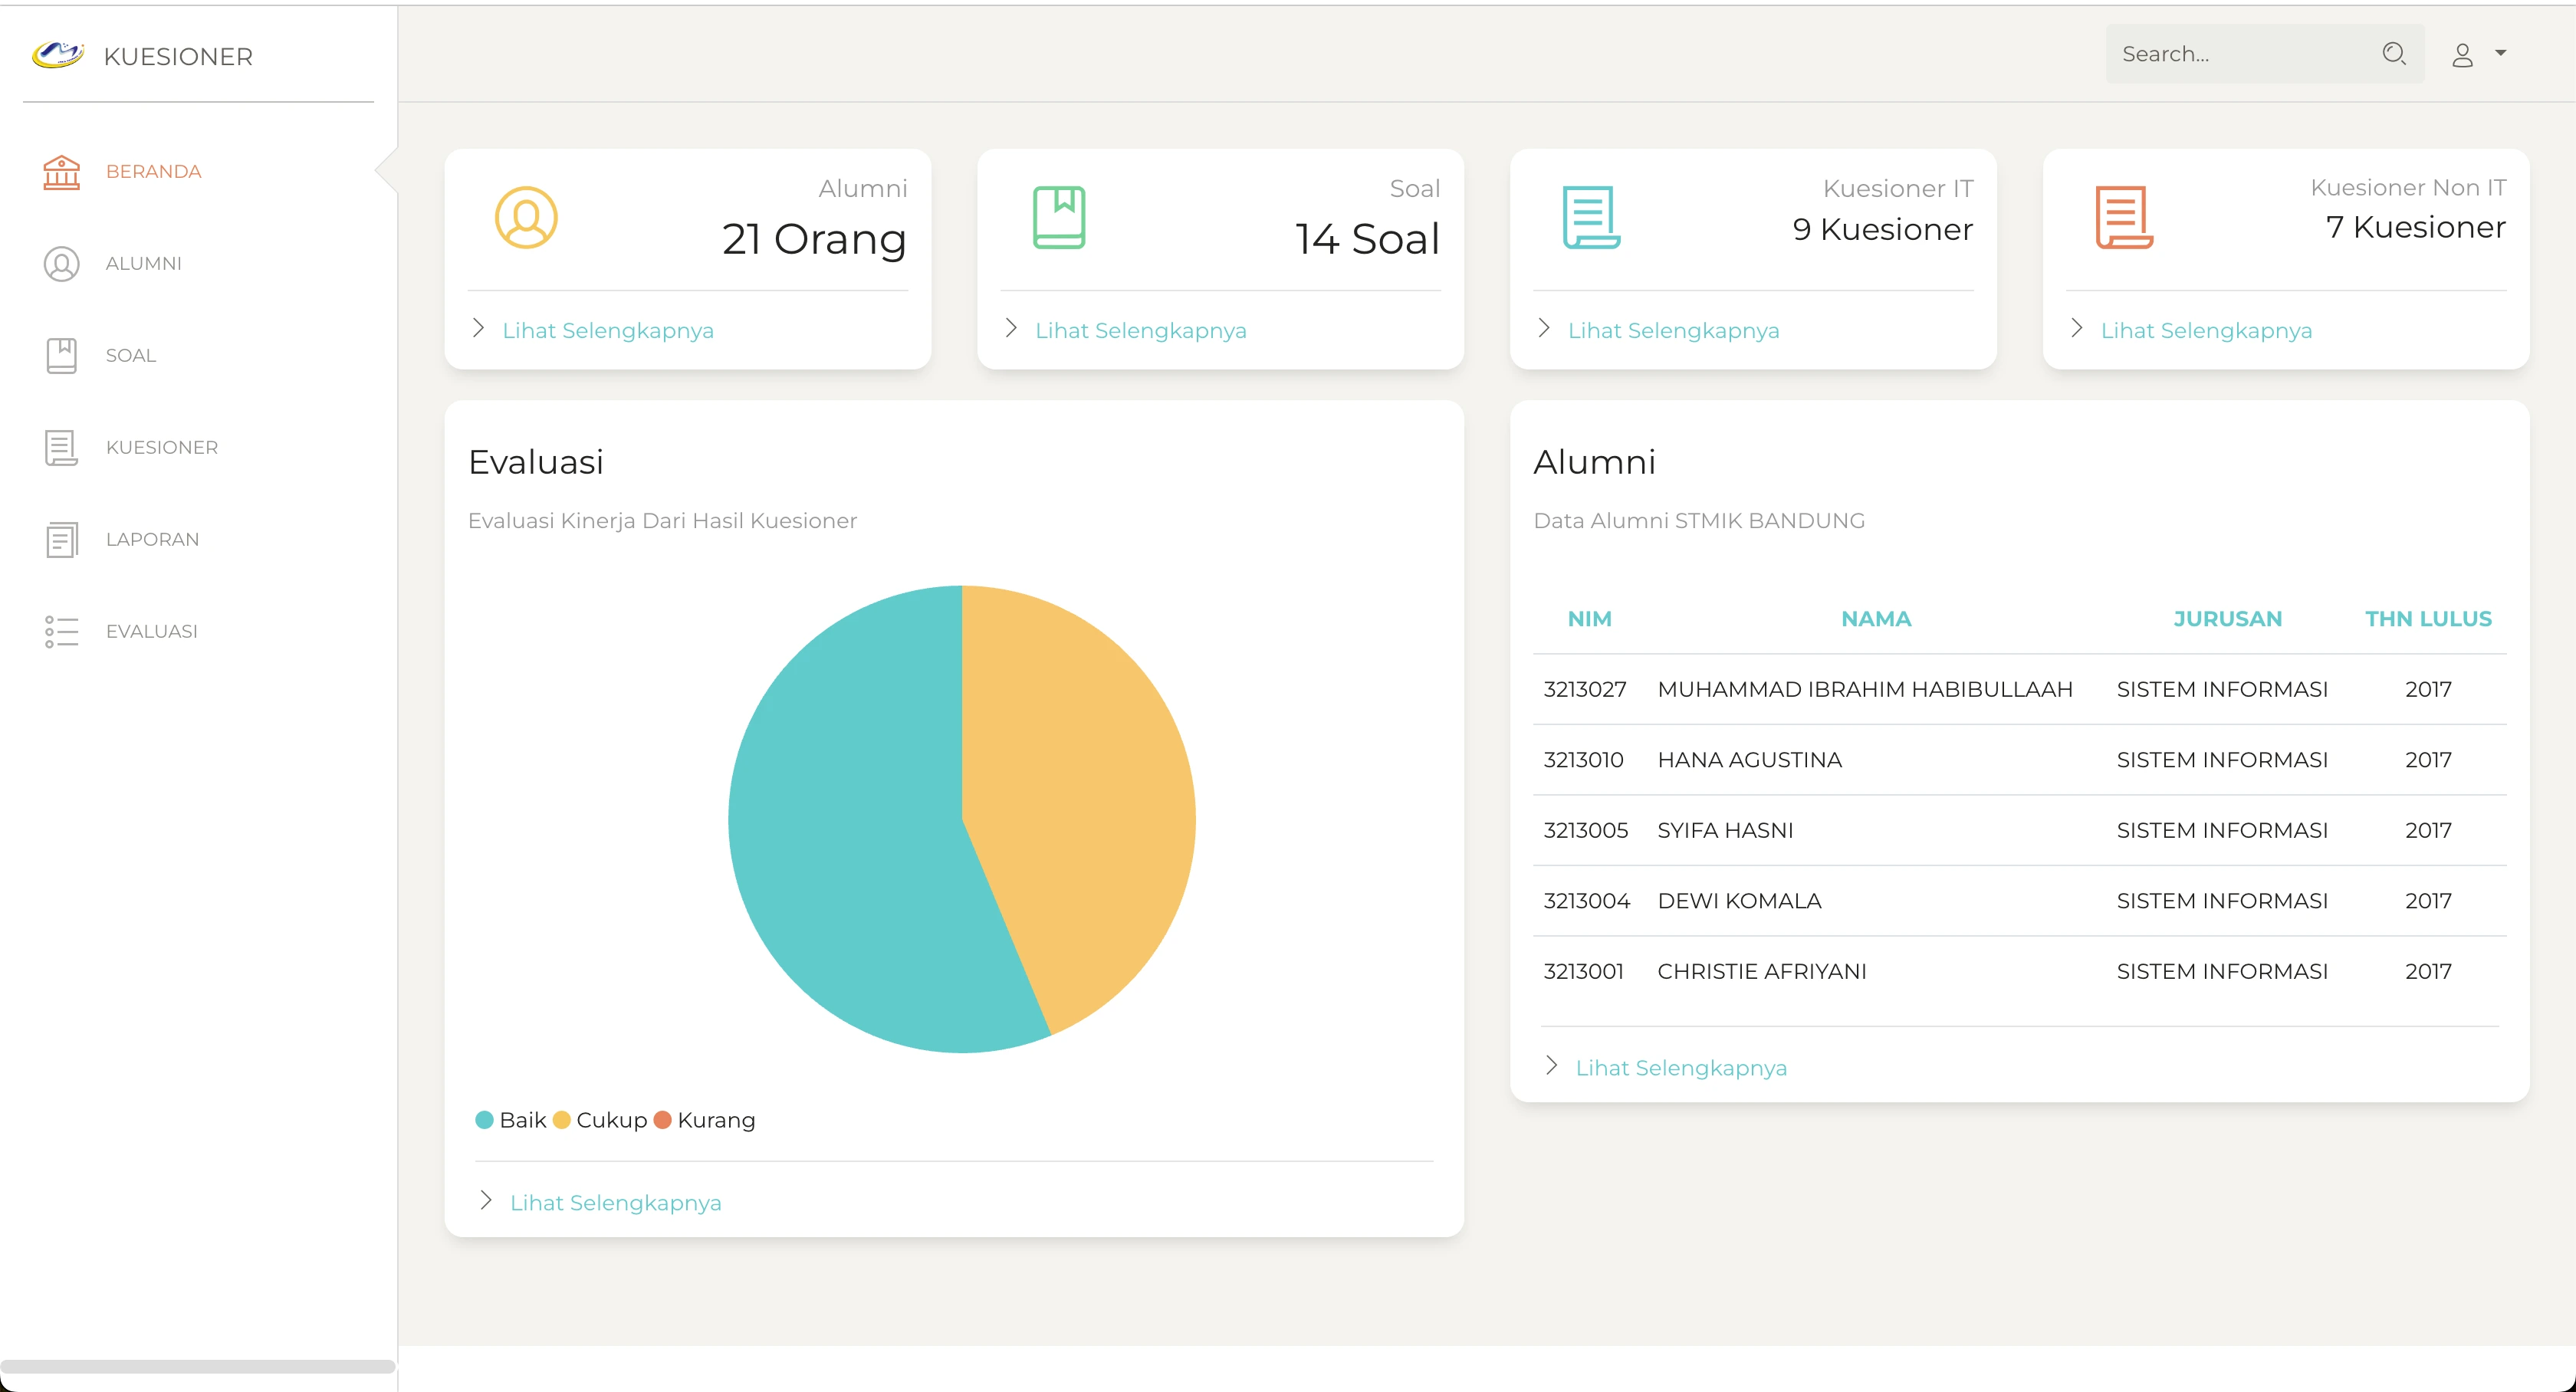 KUESIONER
Search...
BERANDA
ALUMNI
SOAL
KUESIONER
LAPORAN
EVALUASI
Alumni
21 Orang
Lihat Selengkapnya
Soal
14 Soal
Lihat Selengkapnya
Kuesioner IT
9 Kuesioner
Lihat Selengkapnya
Kuesioner Non IT
7 Kuesioner
Lihat Selengkapnya
Evaluasi
Evaluasi Kinerja Dari Hasil Kuesioner
Baik Cukup Kurang
Lihat Selengkapnya
Alumni
Data Alumni STMIK BANDUNG
NIM NAMA JURUSAN THN LULUS
3213027 MUHAMMAD IBRAHIM HABIBULLAAH SISTEM INFORMASI 2017
3213010 HANA AGUSTINA SISTEM INFORMASI 2017
3213005 SYIFA HASNI SISTEM INFORMASI 2017
3213004 DEWI KOMALA SISTEM INFORMASI 2017
3213001 CHRISTIE AFRIYANI SISTEM INFORMASI 2017
Lihat Selengkapnya